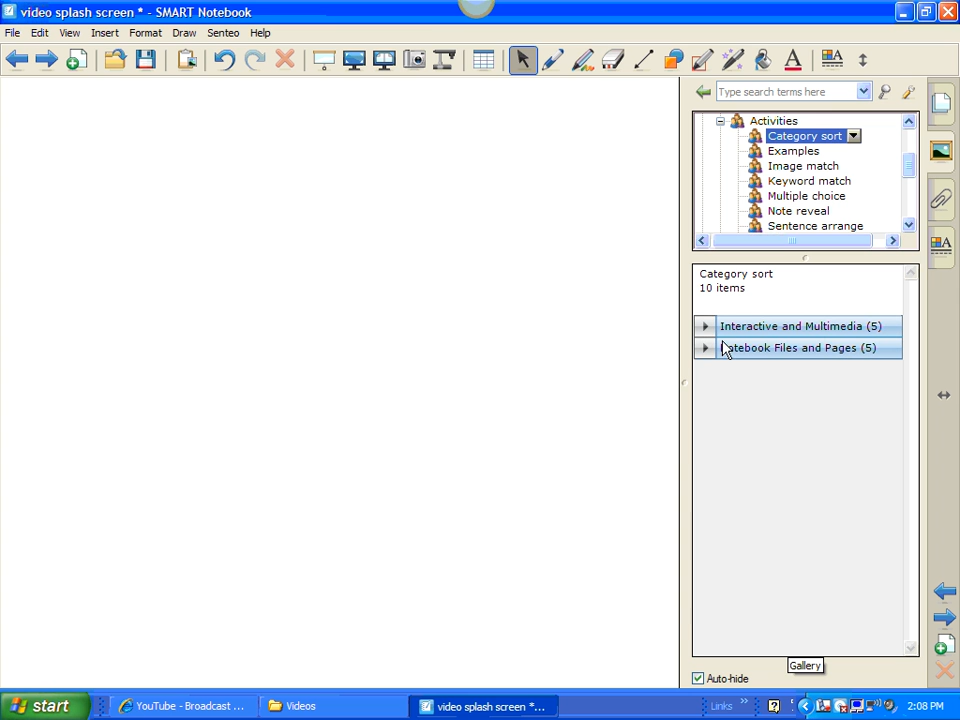 video splash screen * - SMART Notebook
File Edit View Insert Format Draw Senteo Help
Type search terms here
Activities
Category sort
Examples
Image match
Keyword match
Multiple choice
Note reveal
Sentence arrange
Category sort
10 items
Interactive and Multimedia (5)
Notebook Files and Pages (5)
Gallery
Auto-hide
start
YouTube - Broadcast ...
Videos
video splash screen *...
Links
2:08 PM